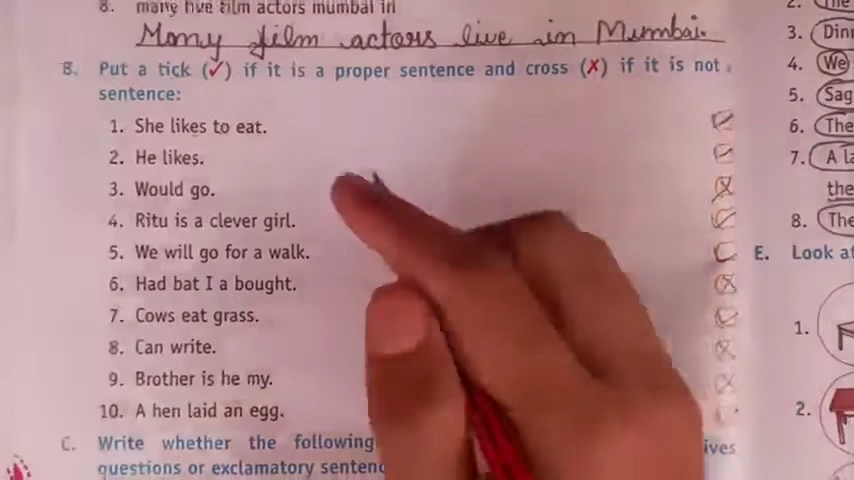 8. many live film actors mumbai in
Mony film actors live in Mumbai.
B. Put a tick (✓) if it is a proper sentence and cross (✗) if it is not
sentence:
1. She likes to eat. ✓
2. He likes. ✓
3. Would go. ✗
4. Ritu is a clever girl. ✓
5. We will go for a walk. ✓
6. Had bat I a bought. ✗
7. Cows eat grass. ✓
8. Can write. ✗
9. Brother is he my. ✗
10. A hen laid an egg.
C. Write whether the following
questions or exclamatory
2. The
3. Din
4. We
5. Sag
6. The
7. A la
the
8. The
E. Look at
1.
2.